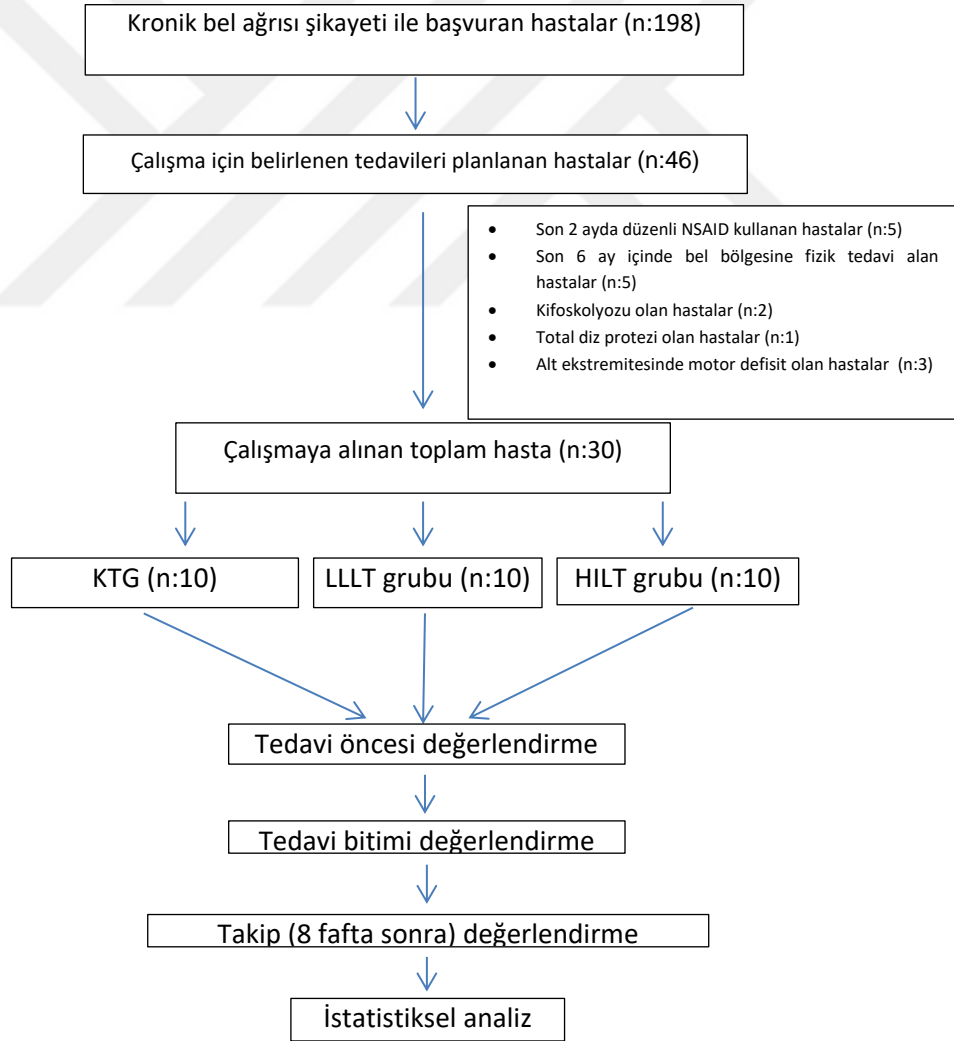 Kronik bel ağrısı şikayeti ile başvuran hastalar (n:198)
Çalışma için belirlenen tedavileri planlanan hastalar (n:46)
• Son 2 ayda düzenli NSAID kullanan hastalar (n:5)
• Son 6 ay içinde bel bölgesine fizik tedavi alan
hastalar (n:5)
• Kifoskolyozu olan hastalar (n:2)
• Total diz protezi olan hastalar (n:1)
• Alt ekstremitesinde motor defisit olan hastalar (n:3)
Çalışmaya alınan toplam hasta (n:30)
KTG (n:10)
LLLT grubu (n:10)
HILT grubu (n:10)
Tedavi öncesi değerlendirme
Tedavi bitimi değerlendirme
Takip (8 fafta sonra) değerlendirme
İstatistiksel analiz